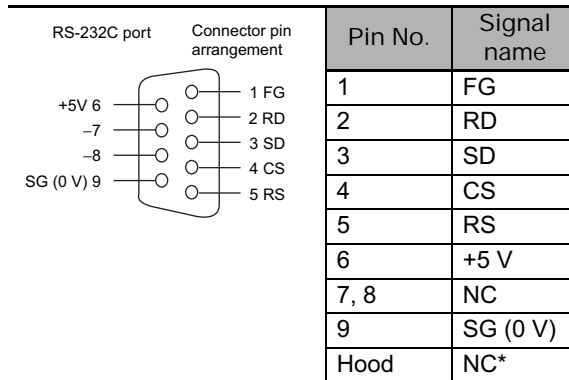 RS-232C port
Connector pin
arrangement
1 FG
2 RD
3 SD
4 CS
5 RS
+5V 6
–7
–8
SG (0 V) 9
Pin No. Signal name
1 FG
2 RD
3 SD
4 CS
5 RS
6 +5 V
7, 8 NC
9 SG (0 V)
Hood NC*